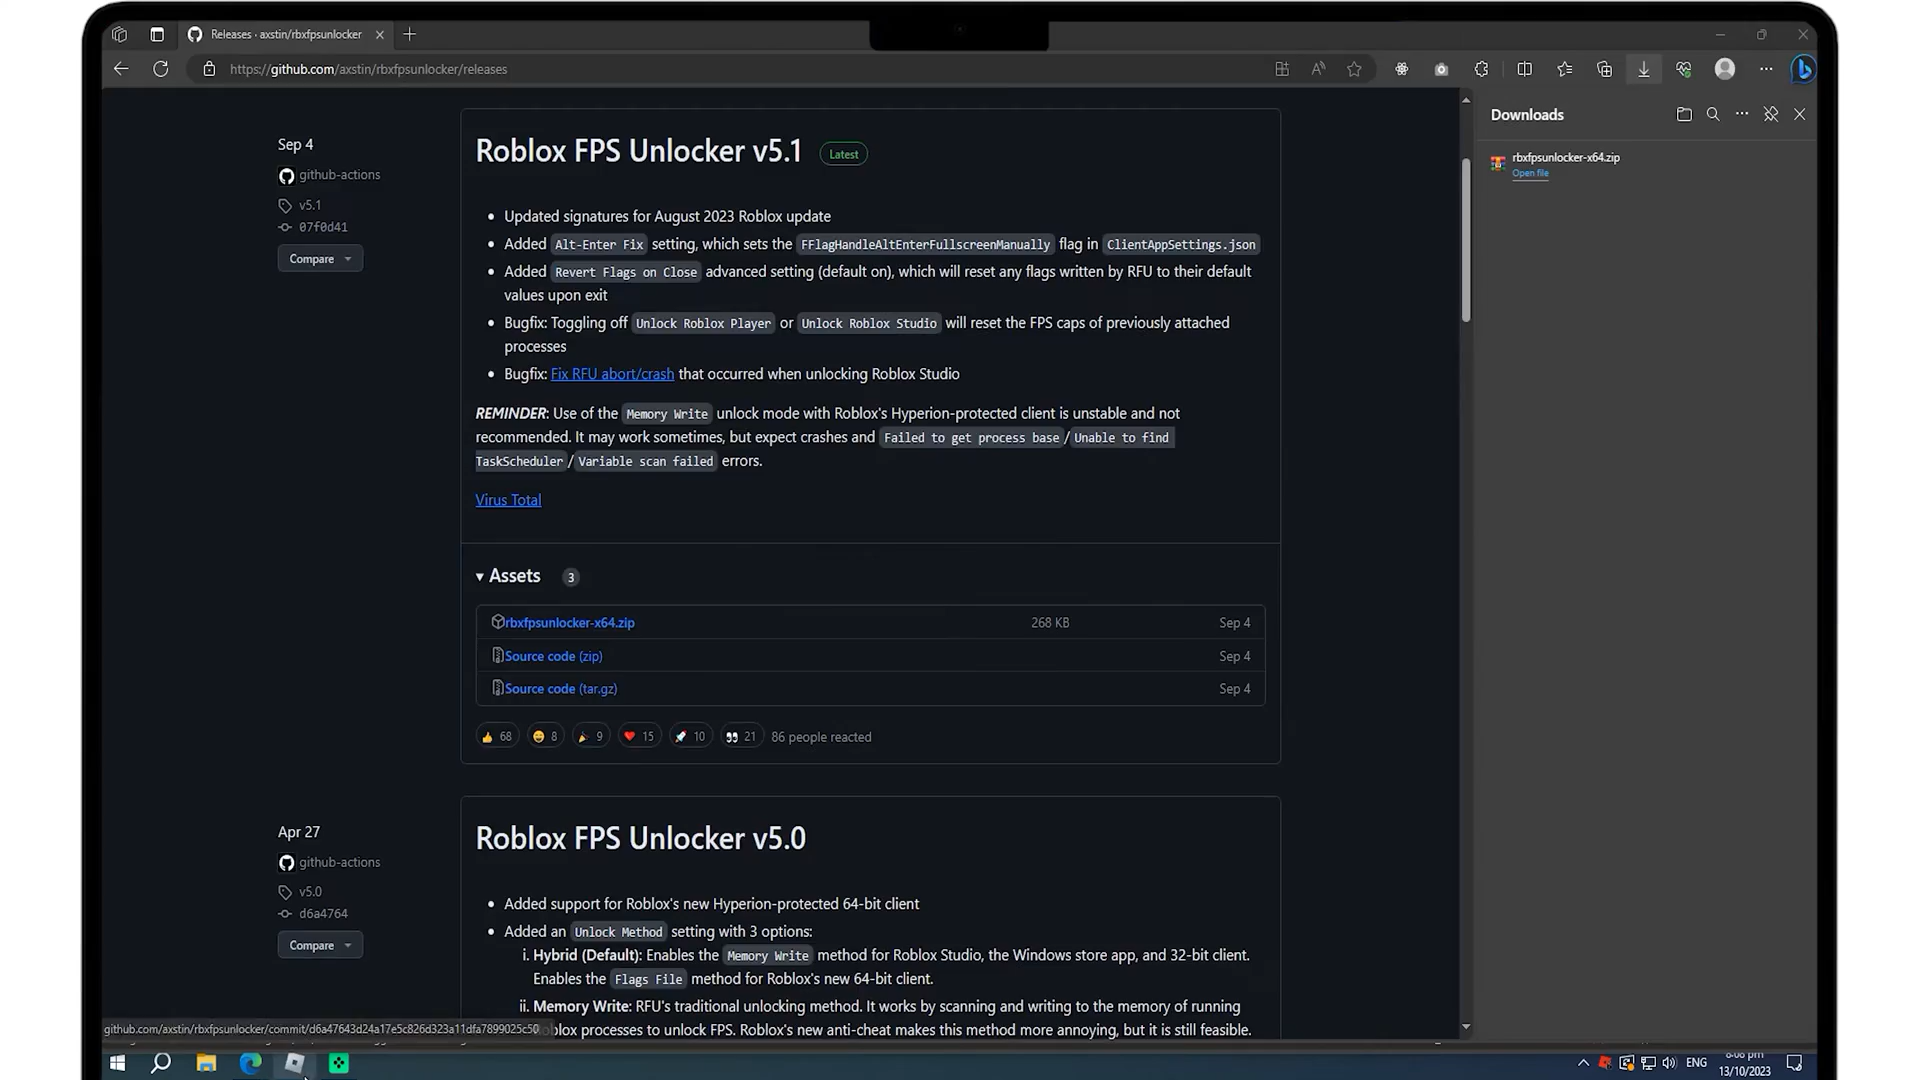 Releases · axstin/rbxfpsunlocker
https://github.com/axstin/rbxfpsunlocker/releases
Downloads
rbxfpsunlocker-x64.zip
Open file
Sep 4
github-actions
v5.1
07f0d41
Compare
Roblox FPS Unlocker v5.1 Latest
• Updated signatures for August 2023 Roblox update
• Added Alt-Enter Fix setting, which sets the FFlagHandleAltEnterFullscreenManually flag in ClientAppSettings.json
• Added Revert Flags on Close advanced setting (default on), which will reset any flags written by RFU to their default
values upon exit
• Bugfix: Toggling off Unlock Roblox Player or Unlock Roblox Studio will reset the FPS caps of previously attached
processes
• Bugfix: Fix RFU abort/crash that occurred when unlocking Roblox Studio
REMINDER: Use of the Memory Write unlock mode with Roblox's Hyperion-protected client is unstable and not
recommended. It may work sometimes, but expect crashes and Failed to get process base/Unable to find
TaskScheduler/Variable scan failed errors.
Virus Total
Assets 3
rbxfpsunlocker-x64.zip 268 KB Sep 4
Source code (zip) Sep 4
Source code (tar.gz) Sep 4
68 8 9 15 10 21 86 people reacted
Apr 27
github-actions
v5.0
d6a4764
Compare
Roblox FPS Unlocker v5.0
• Added support for Roblox's new Hyperion-protected 64-bit client
• Added an Unlock Method setting with 3 options:
i. Hybrid (Default): Enables the Memory Write method for Roblox Studio, the Windows store app, and 32-bit client.
Enables the Flags File method for Roblox's new 64-bit client.
ii. Memory Write: RFU's traditional unlocking method. It works by scanning and writing to the memory of running
oblox processes to unlock FPS. Roblox's new anti-cheat makes this method more annoying, but it is still feasible.
github.com/axstin/rbxfpsunlocker/commit/d6a47643d24a17e5c826d323a11dfa7899025c50
ENG
8:08 pm
13/10/2023